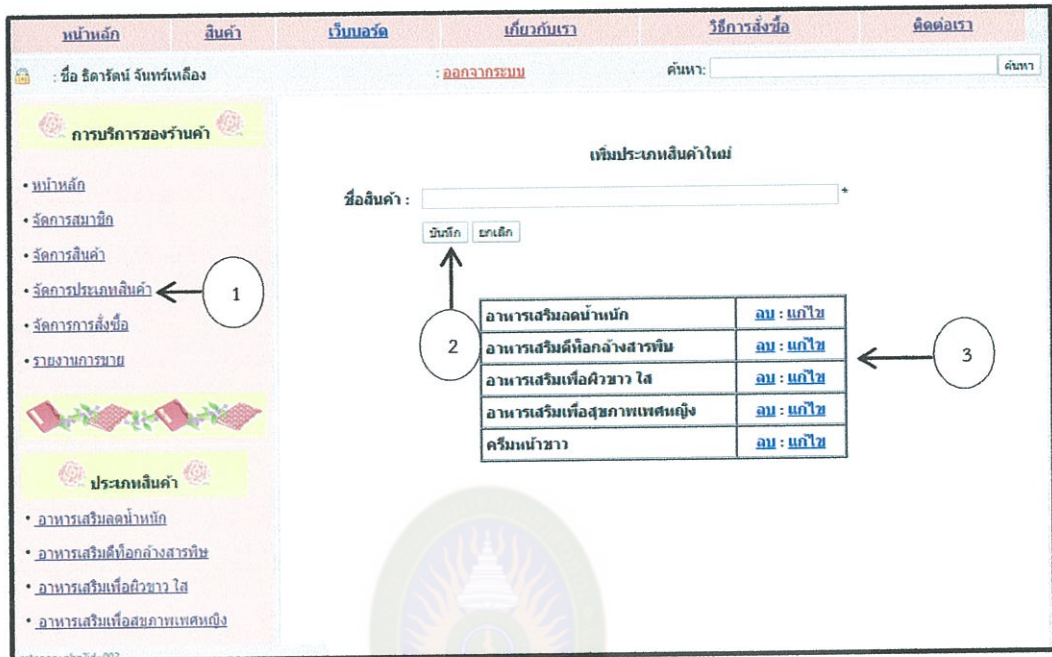 หน้าหลัก สินค้า เว็บบอร์ด เกี่ยวกับเรา วิธีการสั่งซื้อ ติดต่อเรา
: ชื่อ ธิดารัตน์ จันทร์เหลือง : ออกจากระบบ ค้นหา: ค้นหา
การบริการของร้านค้า
• หน้าหลัก
• จัดการสมาชิก
• จัดการสินค้า
• จัดการประเภทสินค้า
• จัดการการสั่งซื้อ
• รายงานการขาย
1
ประเภทสินค้า
• อาหารเสริมลดน้ำหนัก
• อาหารเสริมดีท็อกล้างสารพิษ
• อาหารเสริมเพื่อผิวขาว ใส
• อาหารเสริมเพื่อสุขภาพเพศหญิง
เพิ่มประเภทสินค้าใหม่
ชื่อสินค้า : *
บันทึก ยกเลิก
2
อาหารเสริมลดน้ำหนัก ลบ : แก้ไข
อาหารเสริมดีท็อกล้างสารพิษ ลบ : แก้ไข
อาหารเสริมเพื่อผิวขาว ใส ลบ : แก้ไข
อาหารเสริมเพื่อสุขภาพเพศหญิง ลบ : แก้ไข
ครีมหน้าขาว ลบ : แก้ไข
3